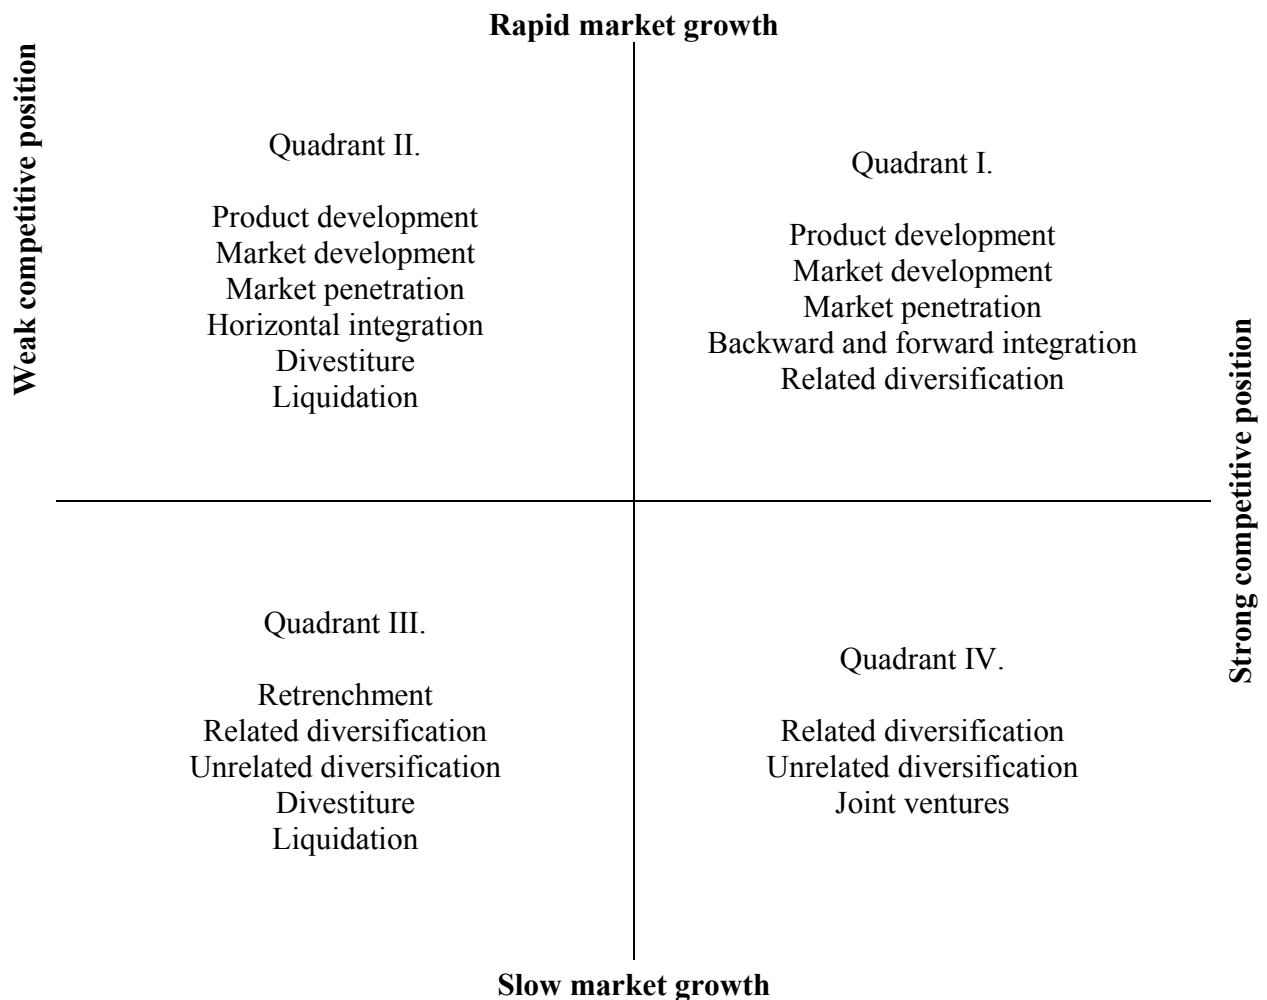 Rapid market growth
Weak competitive position
Quadrant II.
Product development
Market development
Market penetration
Horizontal integration
Divestiture
Liquidation
Quadrant I.
Product development
Market development
Market penetration
Backward and forward integration
Related diversification
Strong competitive position
Quadrant III.
Retrenchment
Related diversification
Unrelated diversification
Divestiture
Liquidation
Quadrant IV.
Related diversification
Unrelated diversification
Joint ventures
Slow market growth